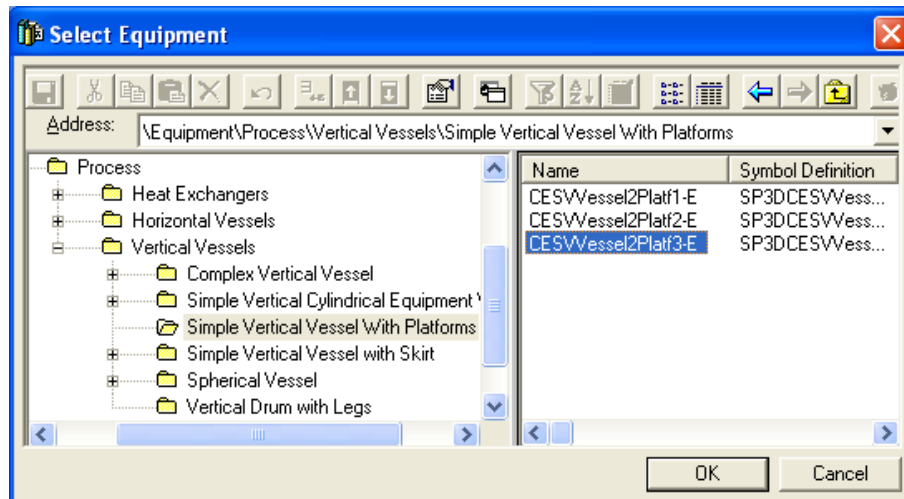 Select Equipment
Address: \Equipment\Process\Vertical Vessels\Simple Vertical Vessel With Platforms
Process
Heat Exchangers
Horizontal Vessels
Vertical Vessels
Complex Vertical Vessel
Simple Vertical Cylindrical Equipment
Simple Vertical Vessel With Platforms
Simple Vertical Vessel with Skirt
Spherical Vessel
Vertical Drum with Legs
Name Symbol Definition
CESVVessel2Platf1-E SP3DCESVVess...
CESVVessel2Platf2-E SP3DCESVVess...
CESVVessel2Platf3-E SP3DCESVVess...
OK Cancel